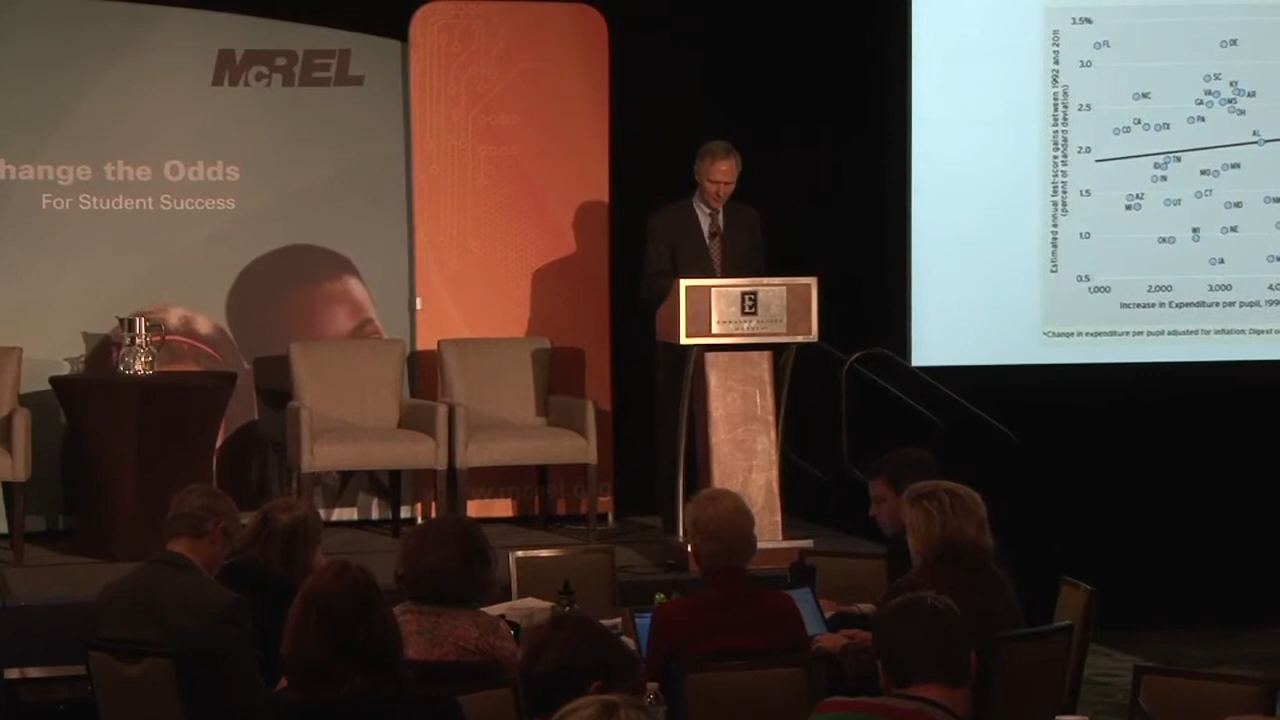 McREL
hange the Odds
For Student Success
E
Estimated annual test-score gains between 1992 and 2011
(percent of standard deviation)
3.5%
3.0
2.5
2.0
1.5
1.0
0.5
FL
DE
SC
KY
NC
VA
AR
GA
MS
OH
PA
CA
TX
CO
AL
TN
ID
MN
MO
IN
CT
AZ
MI
UT
ND
WI
NE
OK
IA
1,000
2,000
3,000
Increase in Expenditure per pupil, 199
*Change in expenditure per pupil adjusted for inflation; Digest o